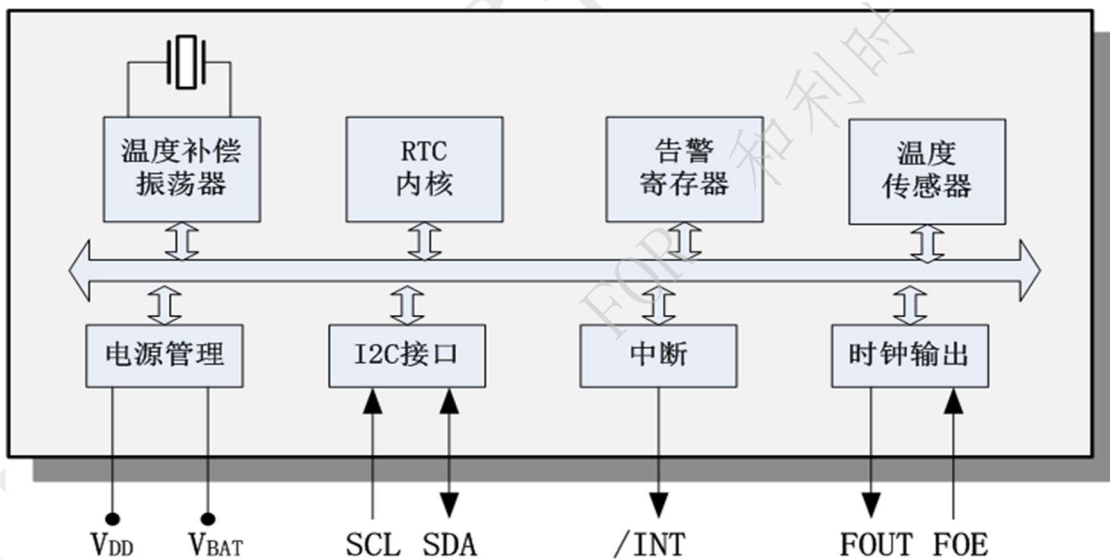 温度补偿
振荡器
RTC
内核
告警
寄存器
温度
传感器
电源管理
I2C接口
中断
时钟输出
VDD
VBAT
SCL
SDA
/INT
FOUT
FOE
FOR
和利时